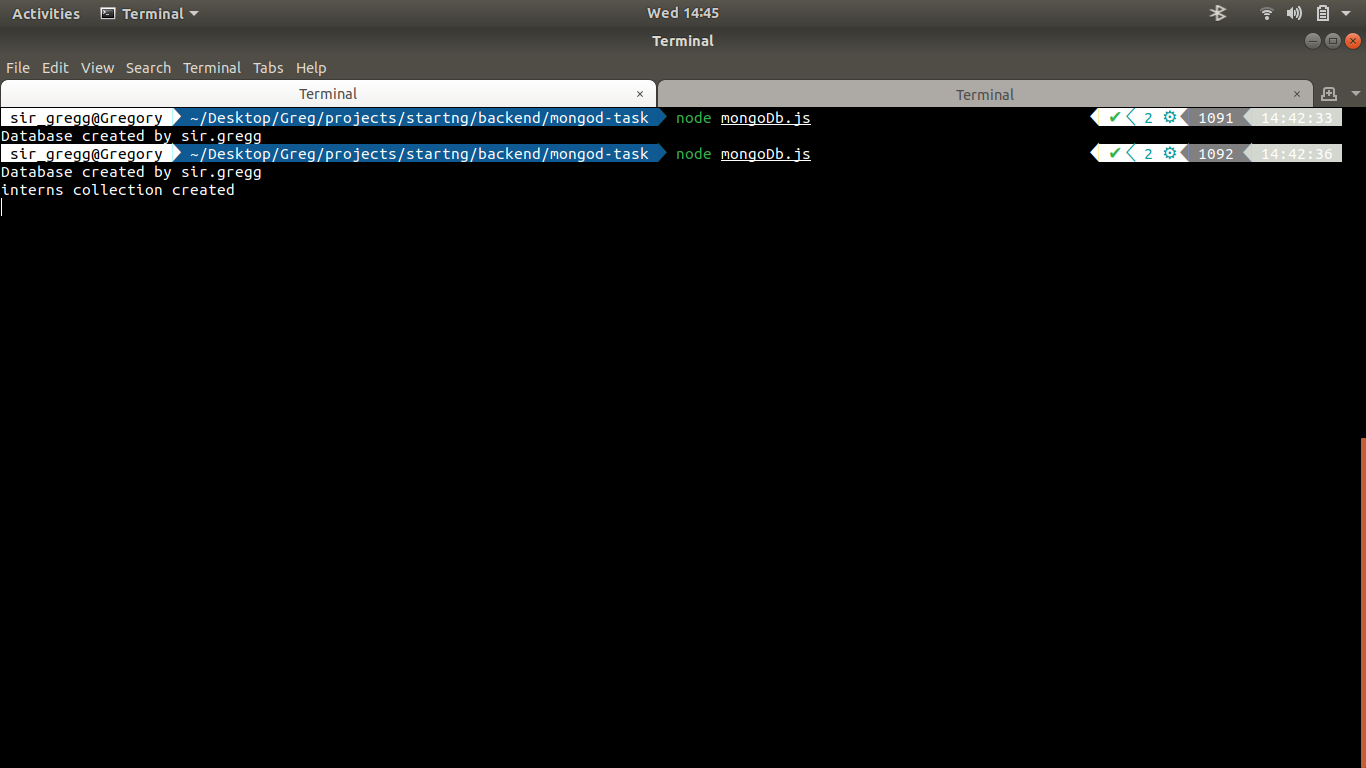 Activities Terminal Wed 14:45
Terminal
File Edit View Search Terminal Tabs Help
Terminal × Terminal ×
sir_gregg@Gregory ~/Desktop/Greg/projects/startng/backend/mongod-task node mongoDb.js ✔ 2 ⚙ 1091 14:42:33
Database created by sir.gregg
sir_gregg@Gregory ~/Desktop/Greg/projects/startng/backend/mongod-task node mongoDb.js ✔ 2 ⚙ 1092 14:42:36
Database created by sir.gregg
interns collection created